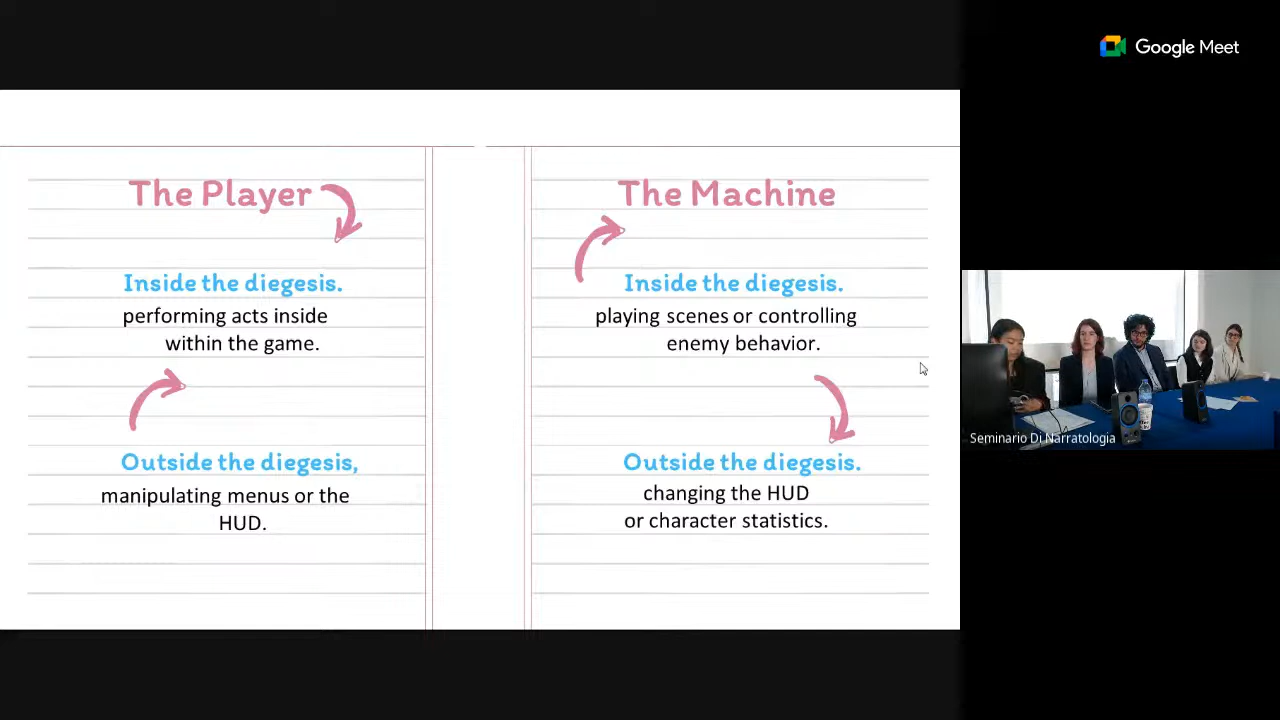 Google Meet
The Player
Inside the diegesis.
performing acts inside
within the game.
Outside the diegesis,
manipulating menus or the
HUD.
The Machine
Inside the diegesis.
playing scenes or controlling
enemy behavior.
Outside the diegesis.
changing the HUD
or character statistics.
Seminario Di Narratologia